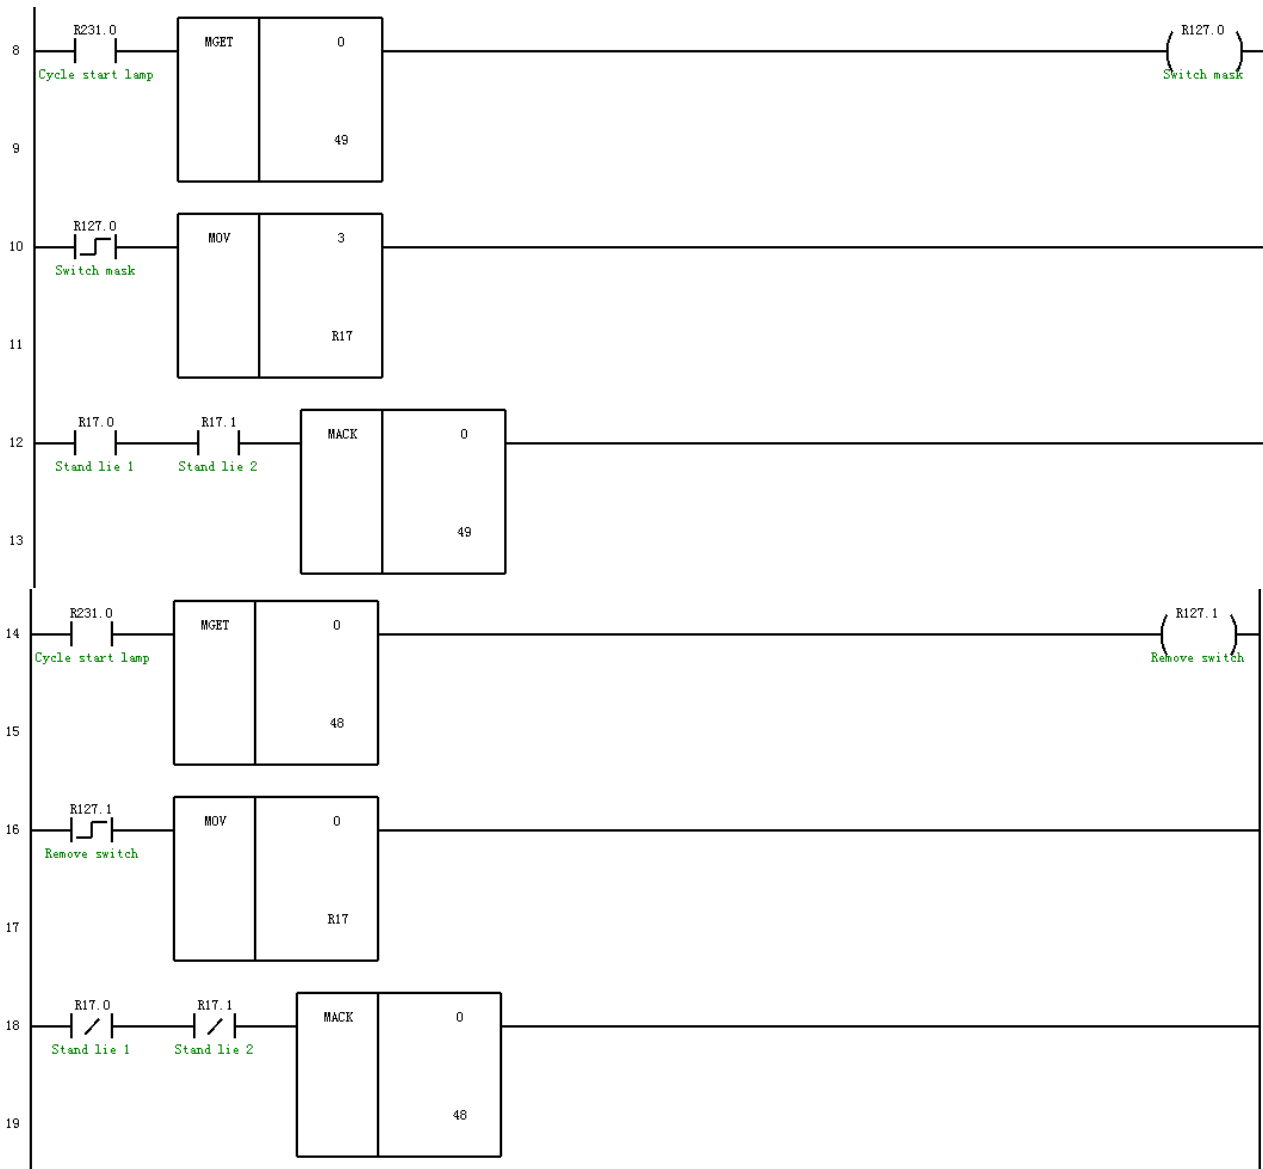 R231.0
MGET 0
R127.0
8
Cycle start lamp
Switch mask
49
9
R127.0
MOV 3
10
Switch mask
R17
11
R17.0 R17.1
MACK 0
12
Stand lie 1 Stand lie 2
49
13
R231.0
MGET 0
R127.1
14
Cycle start lamp
Remove switch
48
15
R127.1
MOV 0
16
Remove switch
R17
17
R17.0 R17.1
MACK 0
18
Stand lie 1 Stand lie 2
48
19